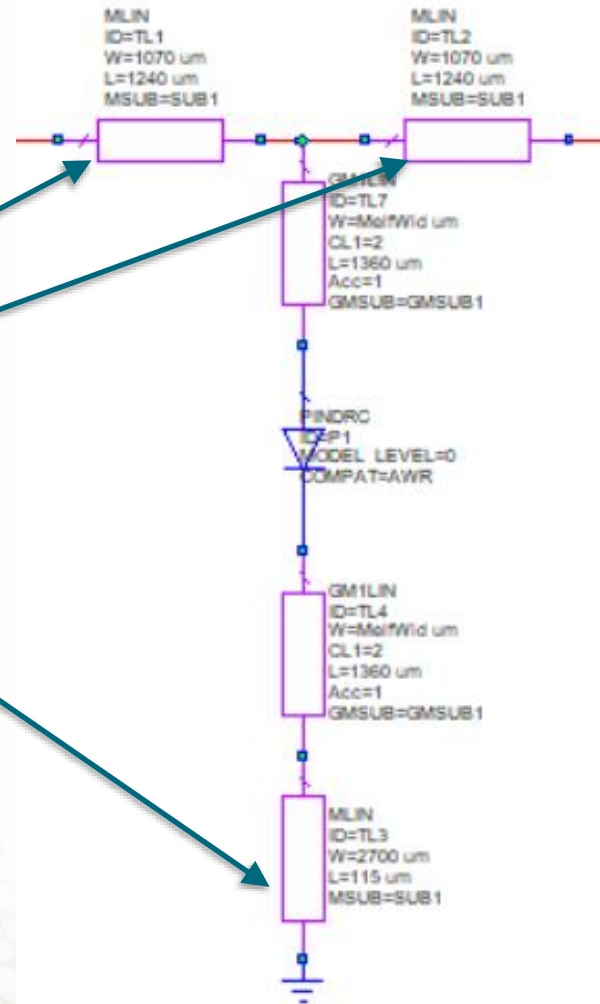 MLIN
ID=TL1
W=1070 um
L=1240 um
MSUB=SUB1
MLIN
ID=TL2
W=1070 um
L=1240 um
MSUB=SUB1
GM1LIN
ID=TL7
W=MelfWid um
CL1=2
L=1360 um
Acc=1
GMSUB=GMSUB1
PINDRC
ID=P1
MODEL_LEVEL=0
COMPAT=AWR
GM1LIN
ID=TL4
W=MelfWid um
CL1=2
L=1360 um
Acc=1
GMSUB=GMSUB1
MLIN
ID=TL3
W=2700 um
L=115 um
MSUB=SUB1